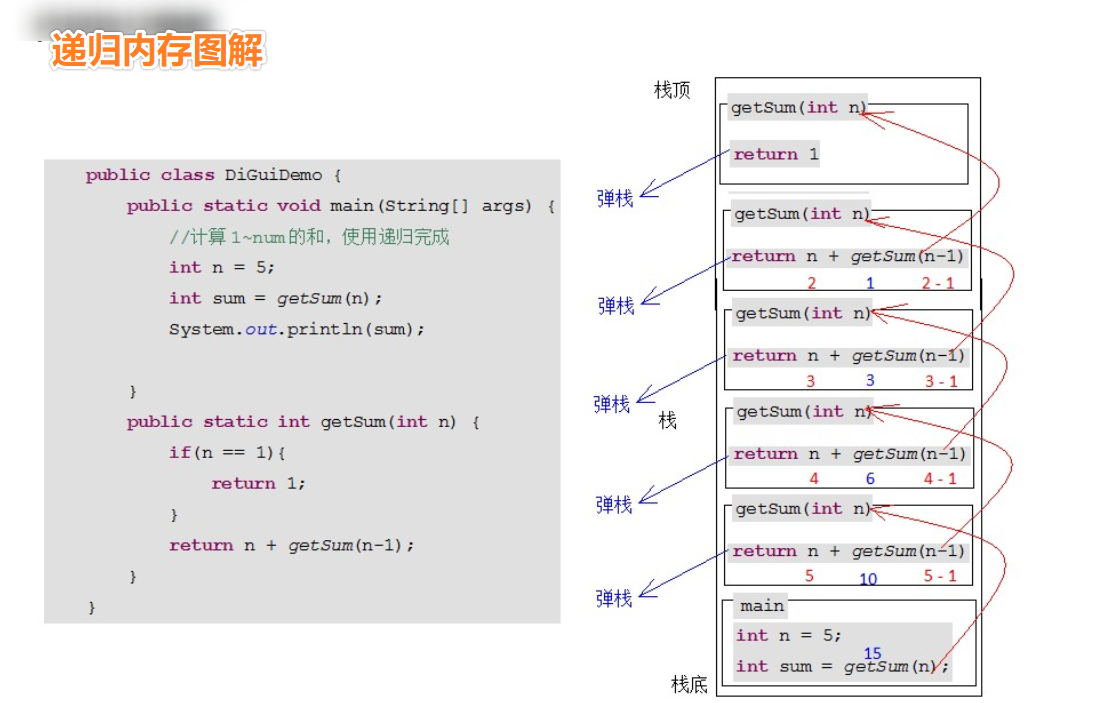 递归内存图解
public class DiGuiDemo {
public static void main(String[] args) {
//计算1~num的和，使用递归完成
int n = 5;
int sum = getSum(n);
System.out.println(sum);
}
public static int getSum(int n) {
if(n == 1){
return 1;
}
return n + getSum(n-1);
}
}
栈顶
getSum(int n)
return 1
弹栈
getSum(int n)
return n + getSum(n-1)
2 1 2 - 1
弹栈
getSum(int n)
return n + getSum(n-1)
3 3 3 - 1
弹栈
栈
getSum(int n)
return n + getSum(n-1)
4 6 4 - 1
弹栈
getSum(int n)
return n + getSum(n-1)
5 10 5 - 1
弹栈
main
int n = 5;
15
int sum = getSum(n);
栈底